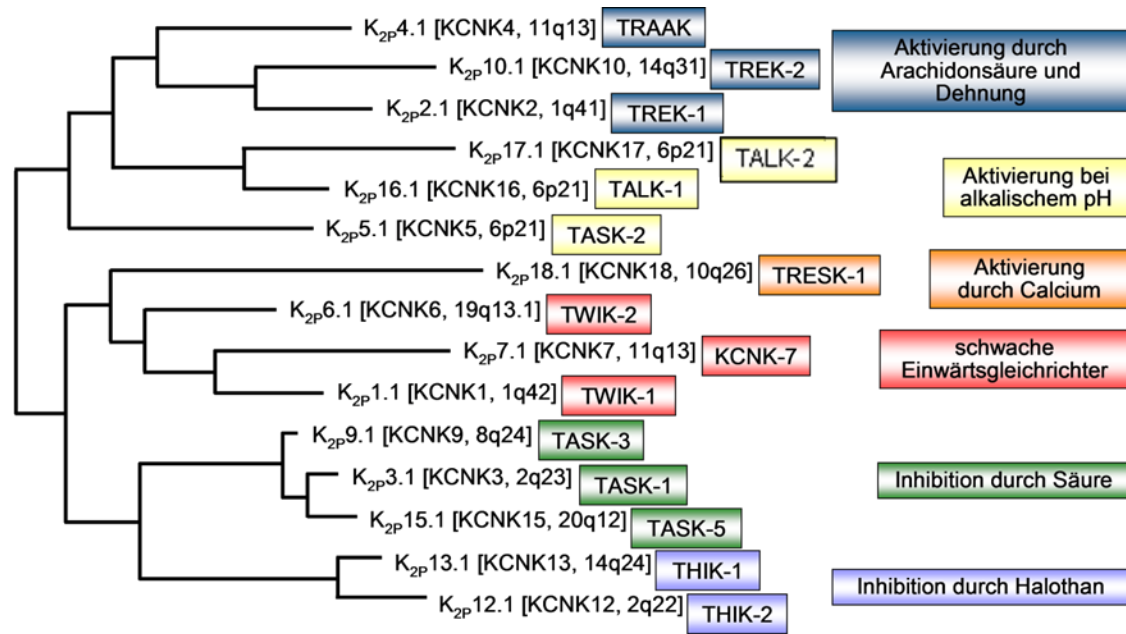 K2P4.1 [KCNK4, 11q13] TRAAK
K2P10.1 [KCNK10, 14q31] TREK-2
K2P2.1 [KCNK2, 1q41] TREK-1
Aktivierung durch
Arachidonsäure und
Dehnung
K2P17.1 [KCNK17, 6p21] TALK-2
K2P16.1 [KCNK16, 6p21] TALK-1
K2P5.1 [KCNK5, 6p21] TASK-2
Aktivierung bei
alkalischem pH
K2P18.1 [KCNK18, 10q26] TRESK-1
Aktivierung
durch Calcium
K2P6.1 [KCNK6, 19q13.1] TWIK-2
K2P7.1 [KCNK7, 11q13] KCNK-7
K2P1.1 [KCNK1, 1q42] TWIK-1
schwache
Einwärtsgleichrichter
K2P9.1 [KCNK9, 8q24] TASK-3
K2P3.1 [KCNK3, 2q23] TASK-1
K2P15.1 [KCNK15, 20q12] TASK-5
Inhibition durch Säure
K2P13.1 [KCNK13, 14q24] THIK-1
K2P12.1 [KCNK12, 2q22] THIK-2
Inhibition durch Halothan